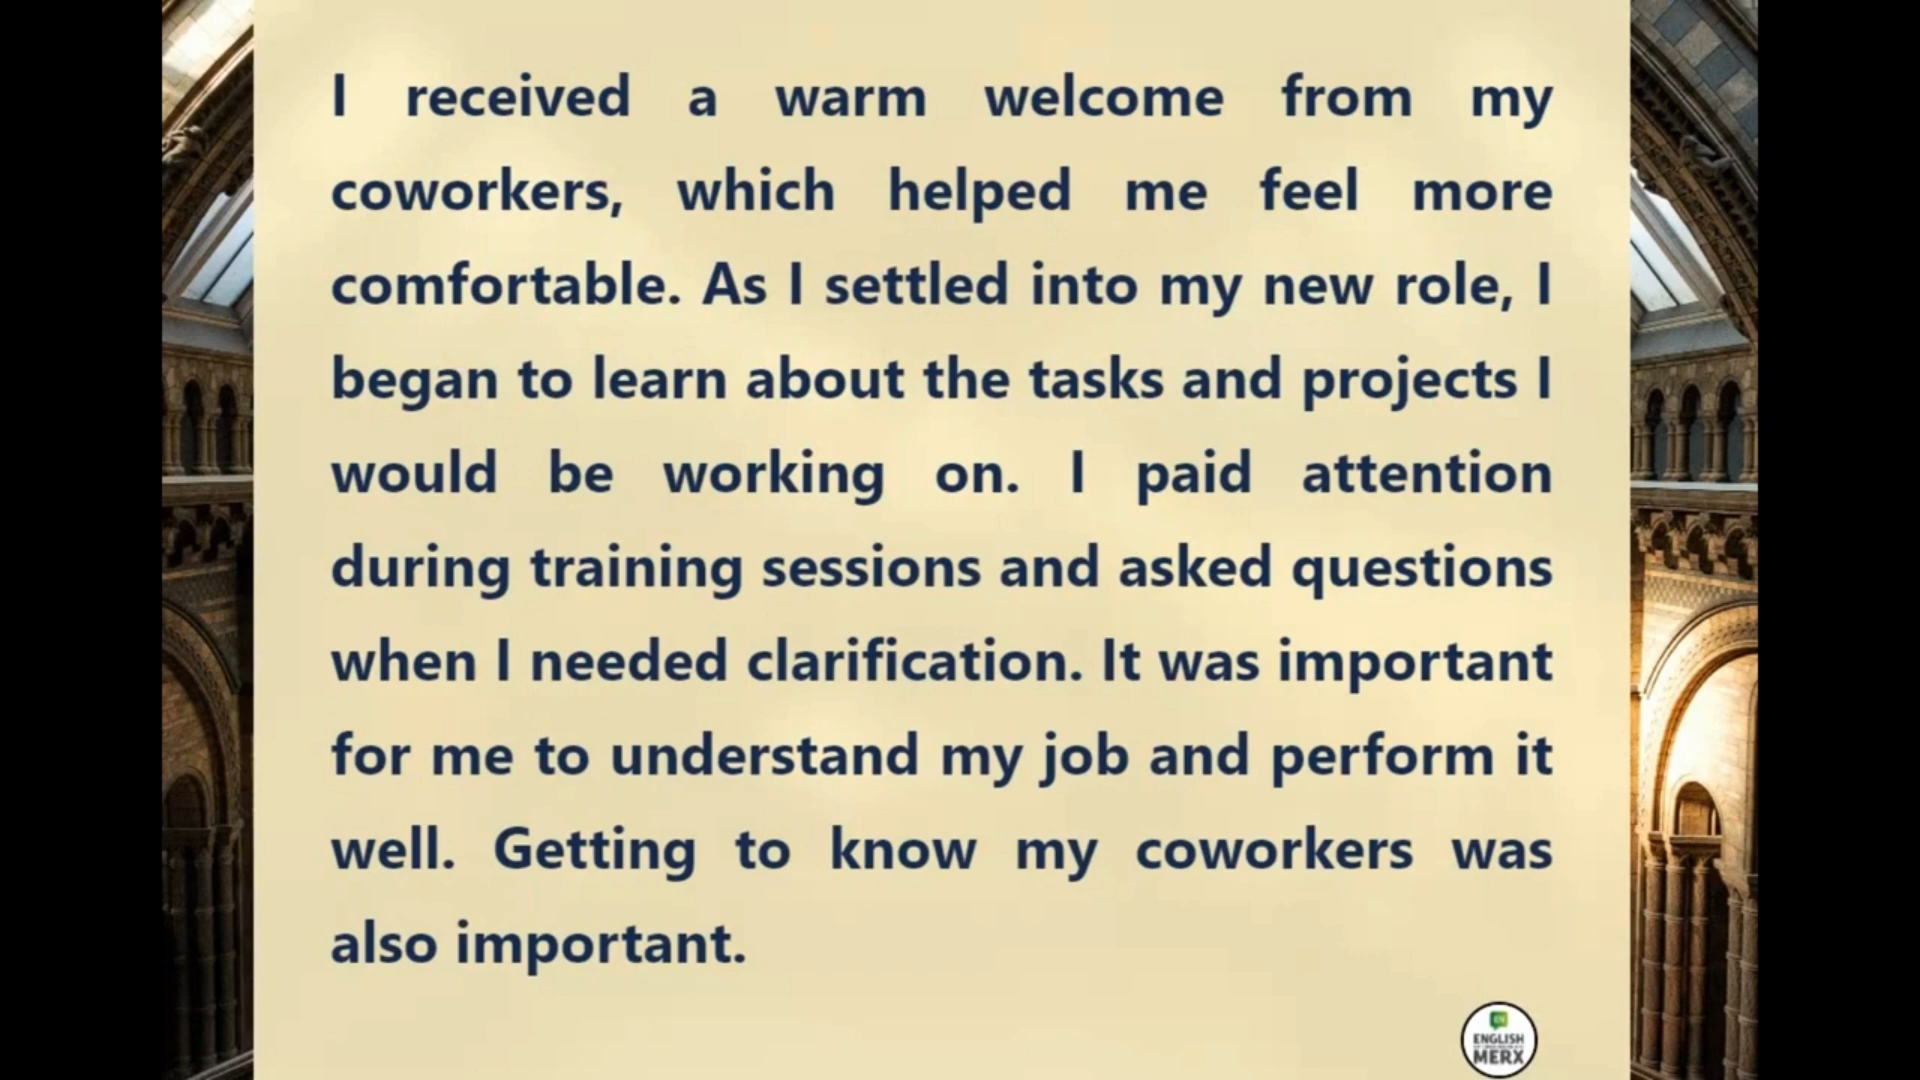 I received a warm welcome from my
coworkers, which helped me feel more
comfortable. As I settled into my new role, I
began to learn about the tasks and projects I
would be working on. I paid attention
during training sessions and asked questions
when I needed clarification. It was important
for me to understand my job and perform it
well. Getting to know my coworkers was
also important.
ENGLISH
MERX